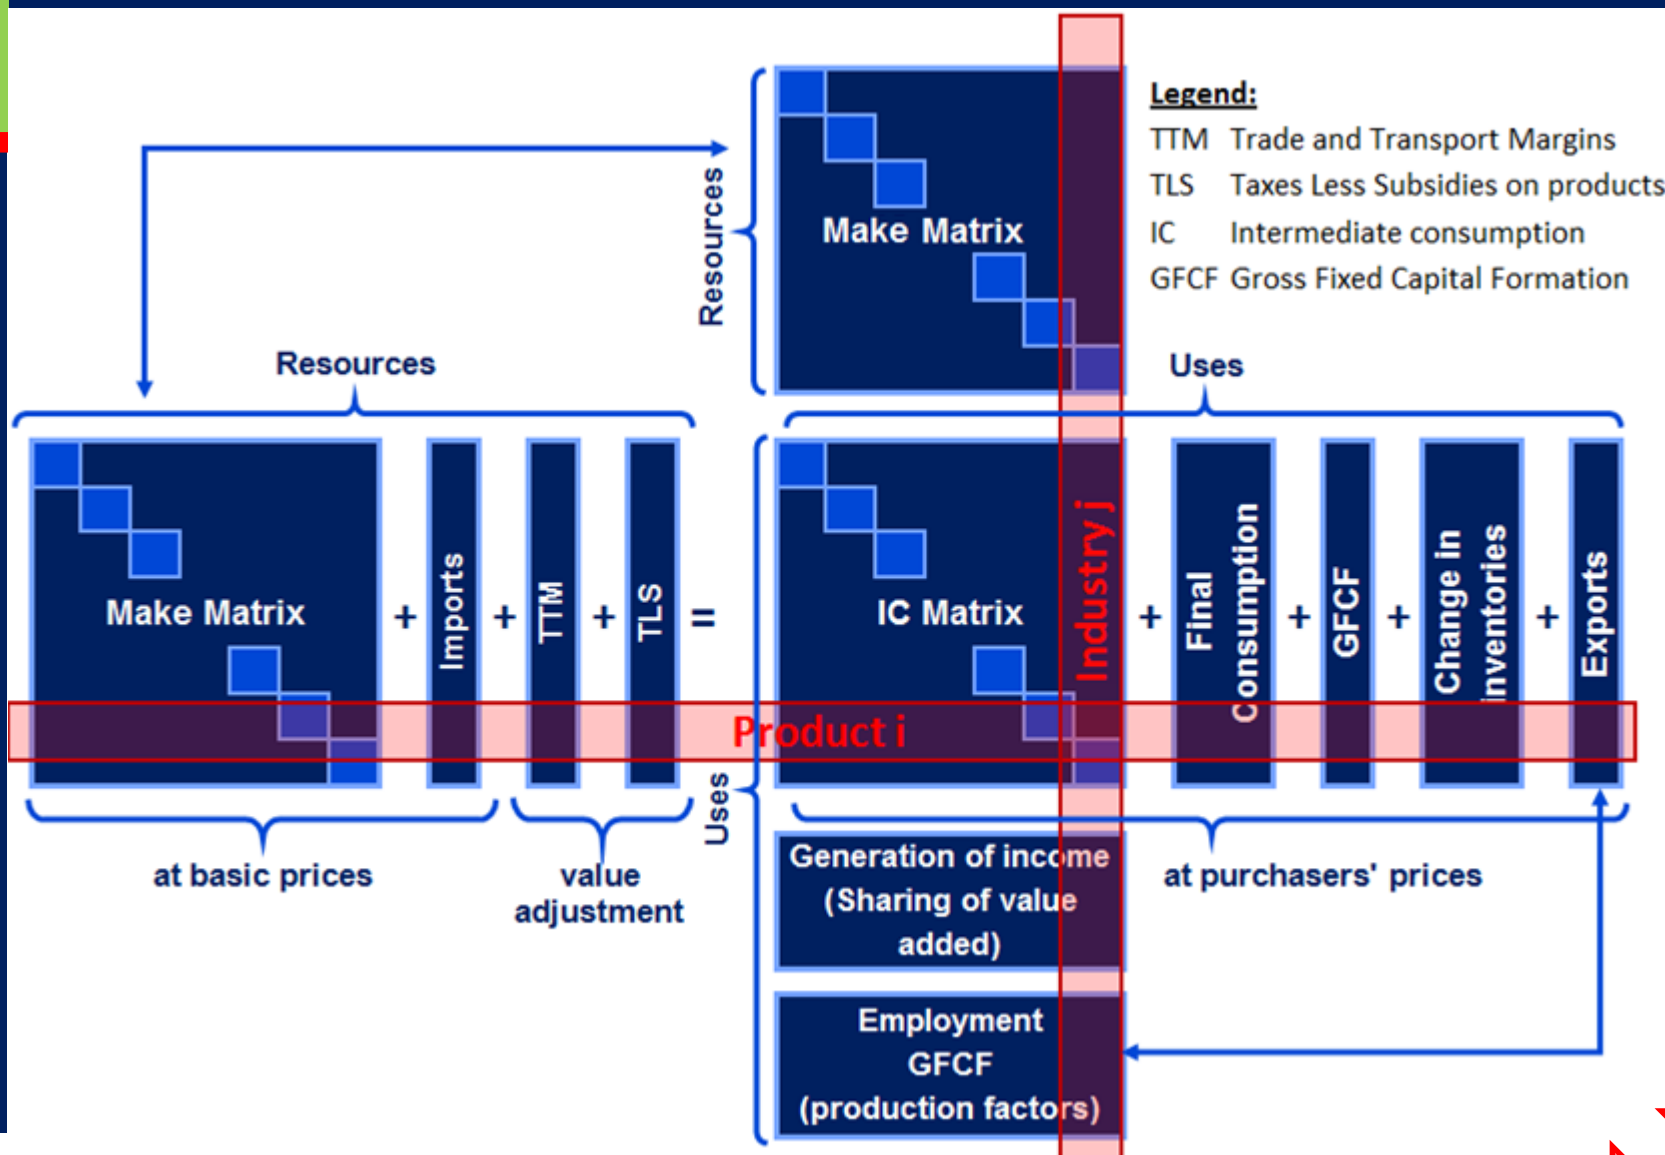 Legend:
TTM Trade and Transport Margins
TLS Taxes Less Subsidies on products
IC Intermediate consumption
GFCF Gross Fixed Capital Formation
Resources
Make Matrix
Resources
Uses
Make Matrix
+
Imports
+
TTM
+
TLS
=
IC Matrix
Industry j
+
Final
Consumption
+
GFCF
+
Change in
inventories
+
Exports
Product i
Uses
at basic prices
value
adjustment
at purchasers' prices
Generation of income
(Sharing of value
added)
Employment
GFCF
(production factors)